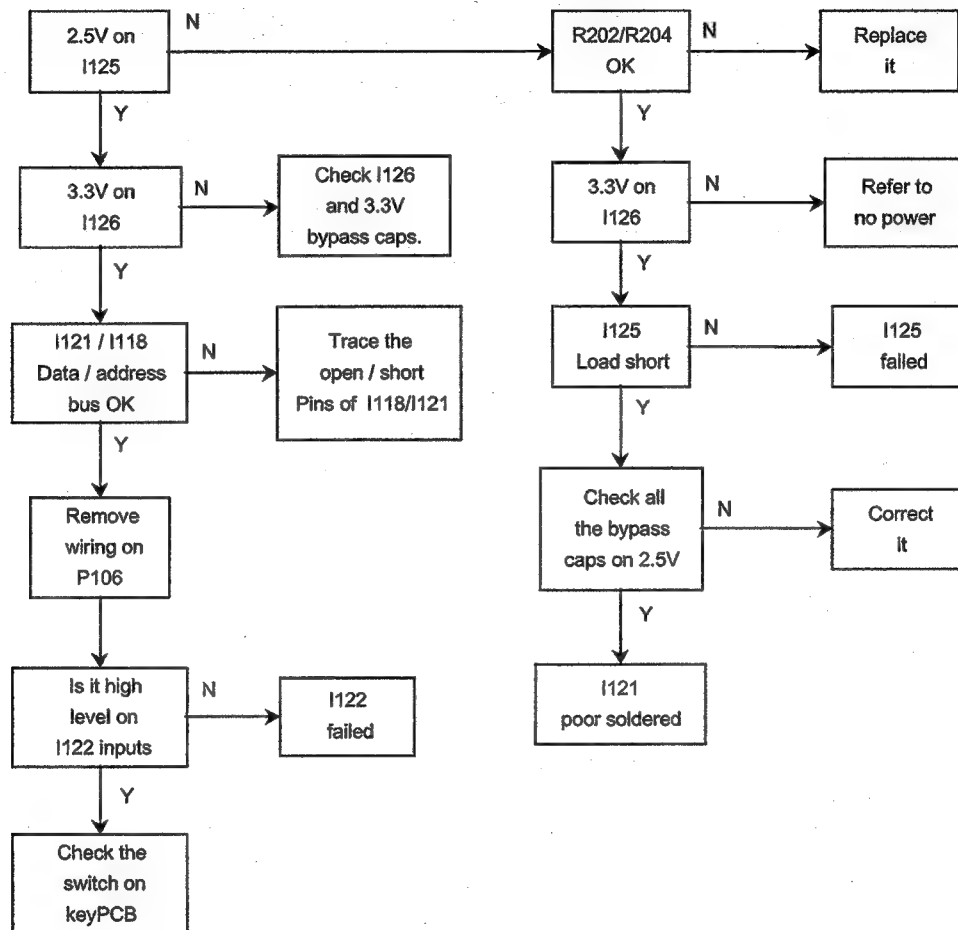 2.5V on
I125
N
R202/R204
OK
N
Replace
it
Y
Y
3.3V on
I126
N
Check I126
and 3.3V
bypass caps.
3.3V on
I126
N
Refer to
no power
Y
Y
I121 / I118
Data / address
bus OK
N
Trace the
open / short
Pins of I118/I121
I125
Load short
N
I125
failed
Y
Y
Remove
wiring on
P106
Check all
the bypass
caps on 2.5V
N
Correct
it
Y
Is it high
level on
I122 inputs
N
I122
failed
I121
poor soldered
Y
Check the
switch on
keyPCB